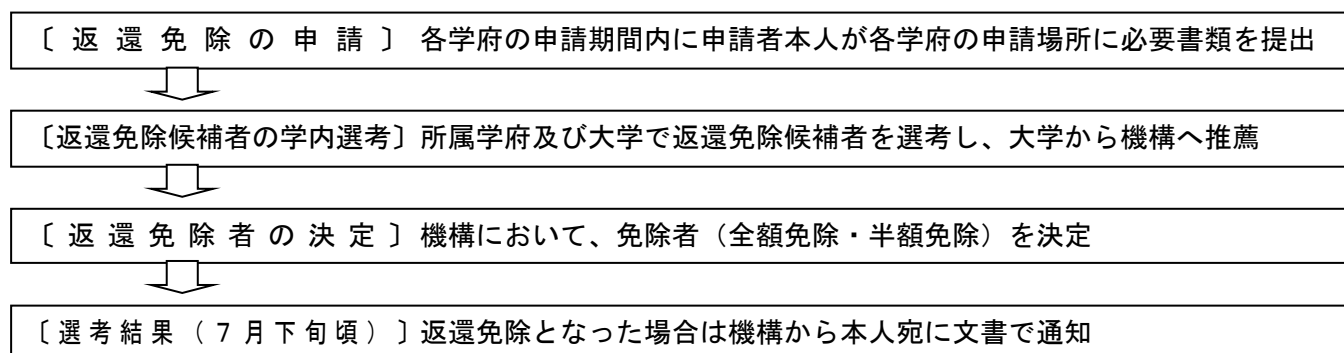 〔返還免除の申請〕各学府の申請期間内に申請者本人が各学府の申請場所に必要書類を提出
〔返還免除候補者の学内選考〕所属学府及び大学で返還免除候補者を選考し、大学から機構へ推薦
〔返還免除者の決定〕機構において、免除者（全額免除・半額免除）を決定
〔選考結果（７月下旬頃）〕返還免除となった場合は機構から本人宛に文書で通知